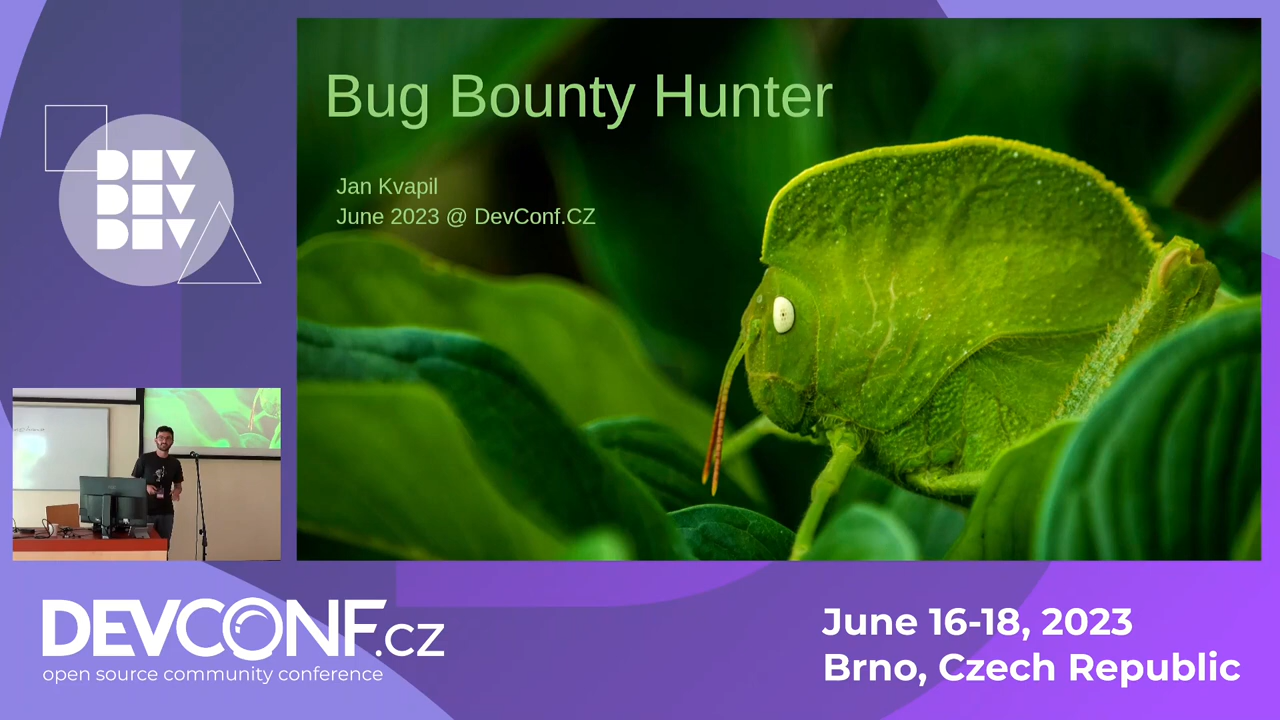 Bug Bounty Hunter
Jan Kvapil
June 2023 @ DevConf.CZ
DEV
DEV
DEV
DEVCONF.cz
open source community conference
June 16-18, 2023
Brno, Czech Republic